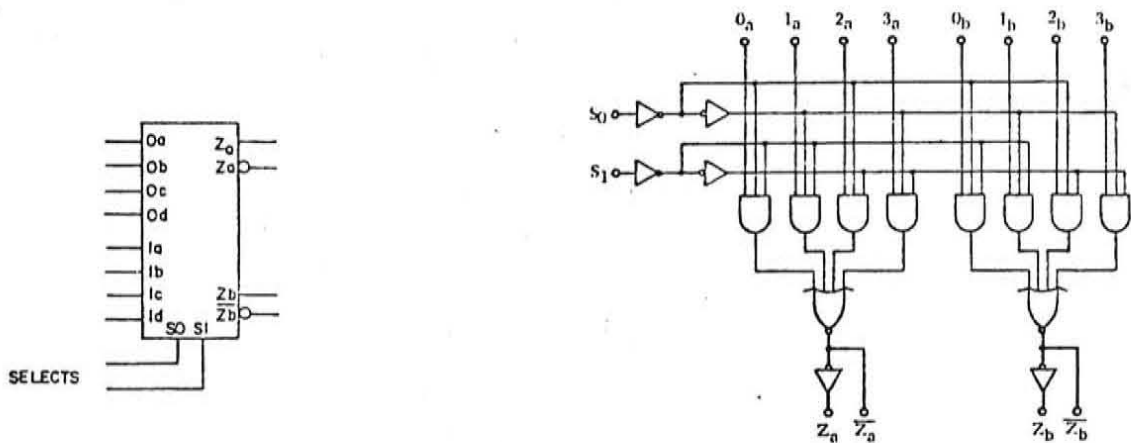 Oa Zo
Ob Za
Oc
Od
Ia
Ib
Ic Zb
Id Zb
SO SI
SELECTS
0a 1a 2a 3a 0b 1b 2b 3b
S0
S1
Za Za Zb Zb